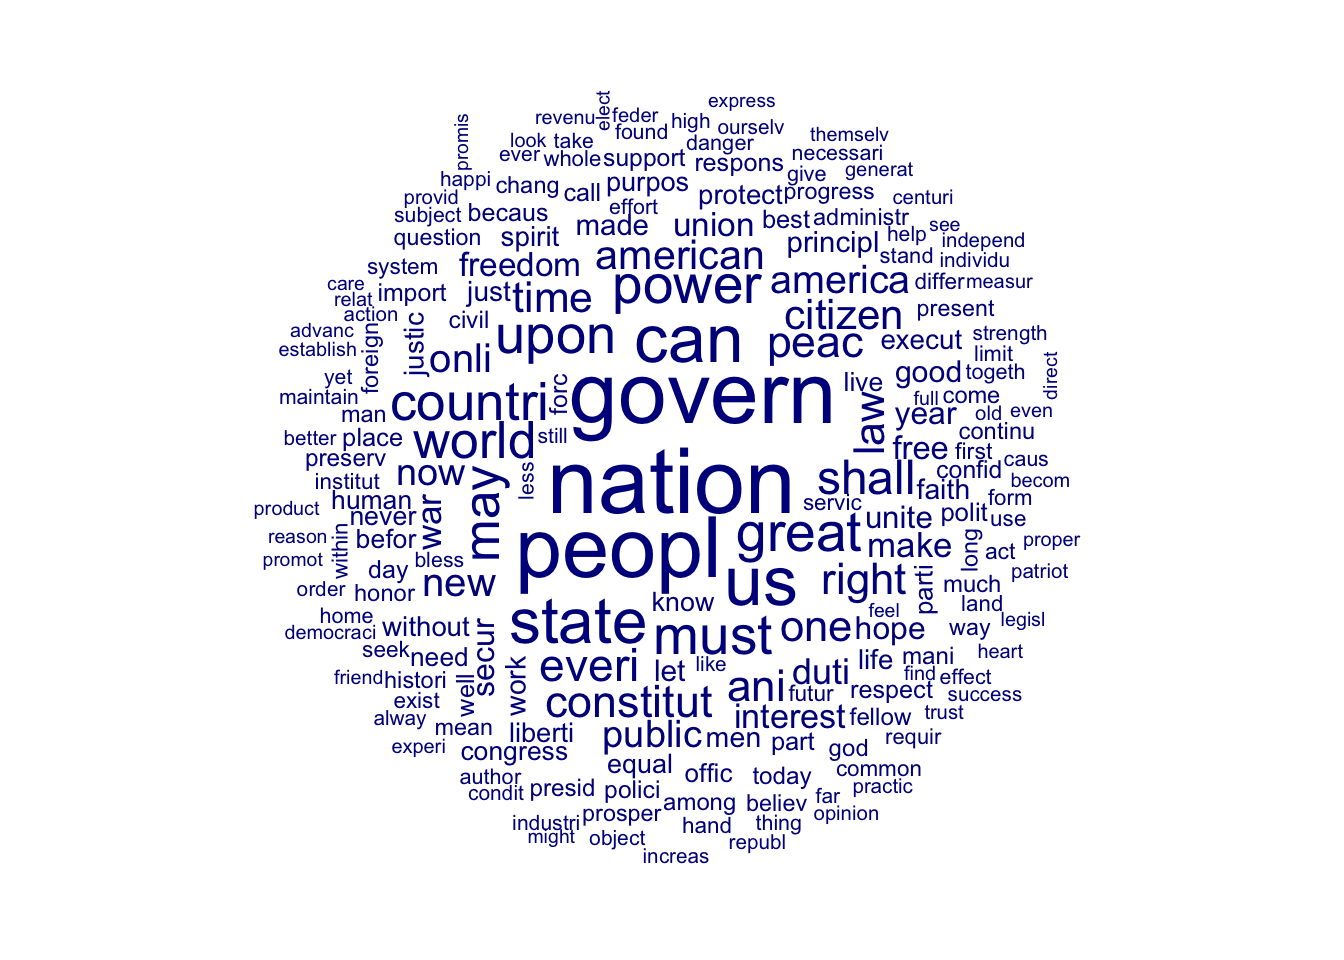 express
revenu elect feder high ourselv
promis look take found danger themselv
ever whole support respons necessari
happi chang call purpos give generat
provid effort protect progress centuri
subject becaus made union best administr
question spirit american principl help see independ
system freedom power america stand individu
care import just time citizen differ measur
relat action civil upon can peac present
advanc foreign justic onli execut strength
establish limit
yet countri forc govern live good togeth direct
maintain man world still law year full come old even
better place continu
preserv now less nation shall free first caus
institut human may servic faith confid becom
product never war great unite polit form use
reason befor peopl make long act proper
promot within day bless new us right parti much patriot
order honor know feel land legisl
home without state must one hope way
democraci seek need secur everi let like duti life mani heart
friend histori well work constitut ani futur respect find effect success
exist alway mean liberti public interest fellow trust
experi congress men part god requir
author equal offic today common
condit presid polici among believ far practic
industri prosper hand thing opinion
might object republ
increas